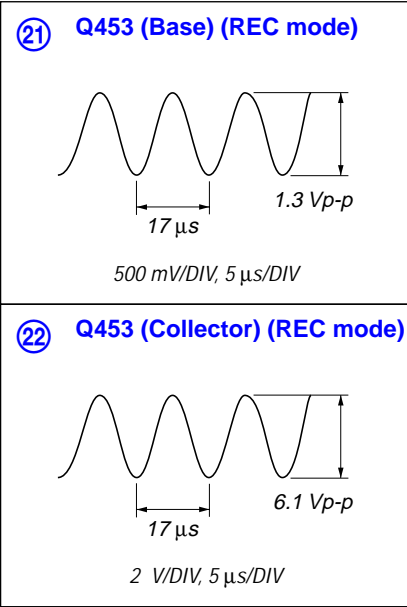 ㉑ Q453 (Base) (REC mode)
1.3 Vp-p
17 µs
500 mV/DIV, 5 µs/DIV
㉒ Q453 (Collector) (REC mode)
6.1 Vp-p
17 µs
2 V/DIV, 5 µs/DIV